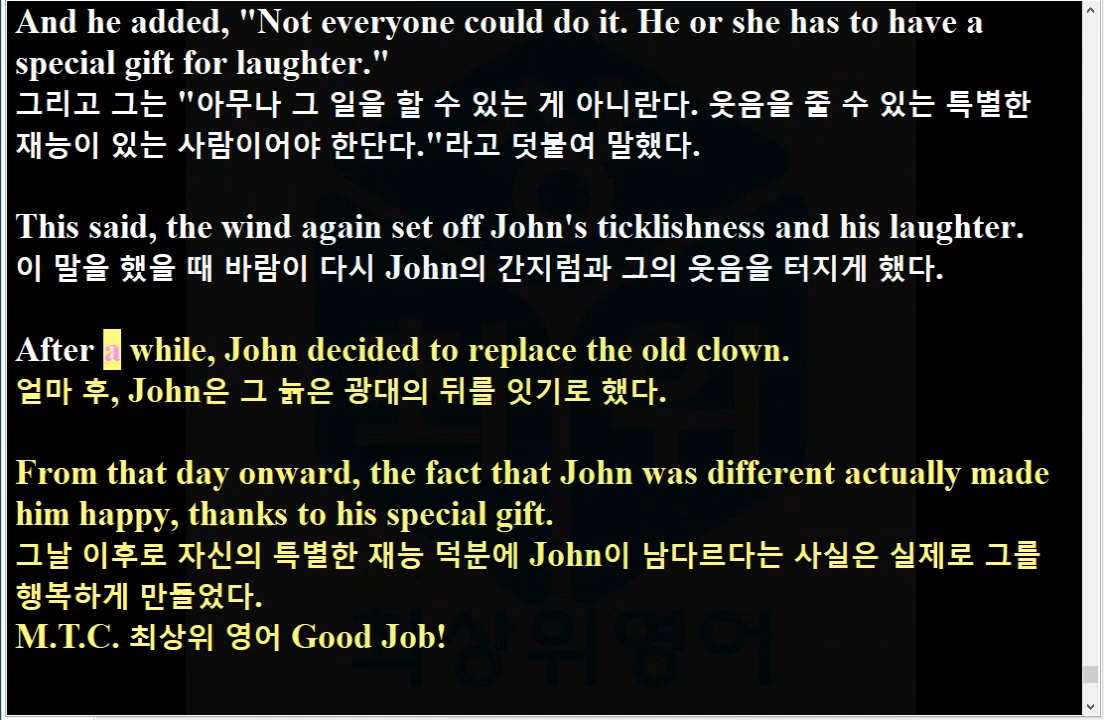 And he added, "Not everyone could do it. He or she has to have a
special gift for laughter."
그리고 그는 "아무나 그 일을 할 수 있는 게 아니란다. 웃음을 줄 수 있는 특별한
재능이 있는 사람이어야 한단다."라고 덧붙여 말했다.
This said, the wind again set off John's ticklishness and his laughter.
이 말을 했을 때 바람이 다시 John의 간지럼과 그의 웃음을 터지게 했다.
After a while, John decided to replace the old clown.
얼마 후, John은 그 늙은 광대의 뒤를 잇기로 했다.
From that day onward, the fact that John was different actually made
him happy, thanks to his special gift.
그날 이후로 자신의 특별한 재능 덕분에 John이 남다르다는 사실은 실제로 그를
행복하게 만들었다.
M.T.C. 최상위 영어 Good Job!
최상위영어